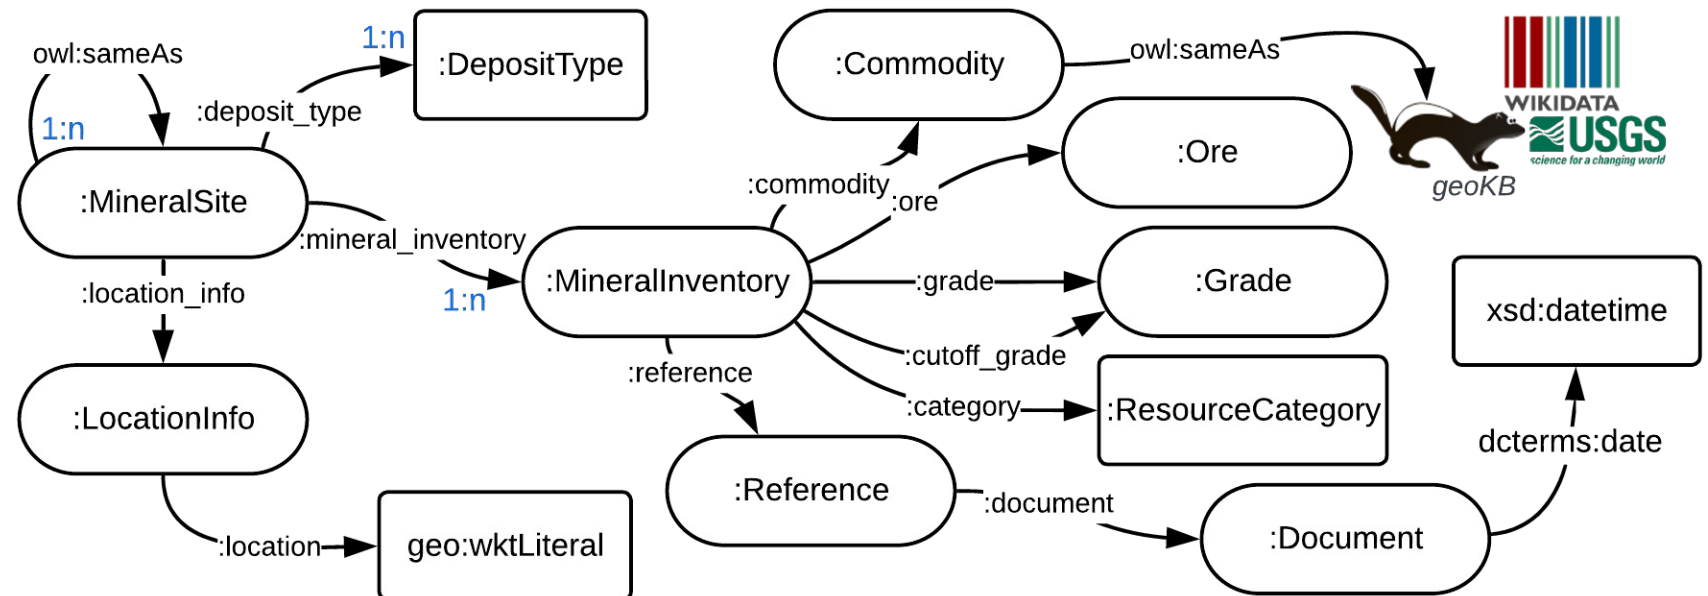 owl:sameAs
1:n
:deposit_type
1:n
:DepositType
:MineralSite
:mineral_inventory
1:n
:location_info
:LocationInfo
:location
geo:wktLiteral
:MineralInventory
:commodity
:Commodity
owl:sameAs
WIKIDATA
USGS
science for a changing world
geoKB
:ore
:Ore
:grade
:Grade
:cutoff_grade
:category
:ResourceCategory
:reference
:Reference
:document
:Document
dcterms:date
xsd:datetime